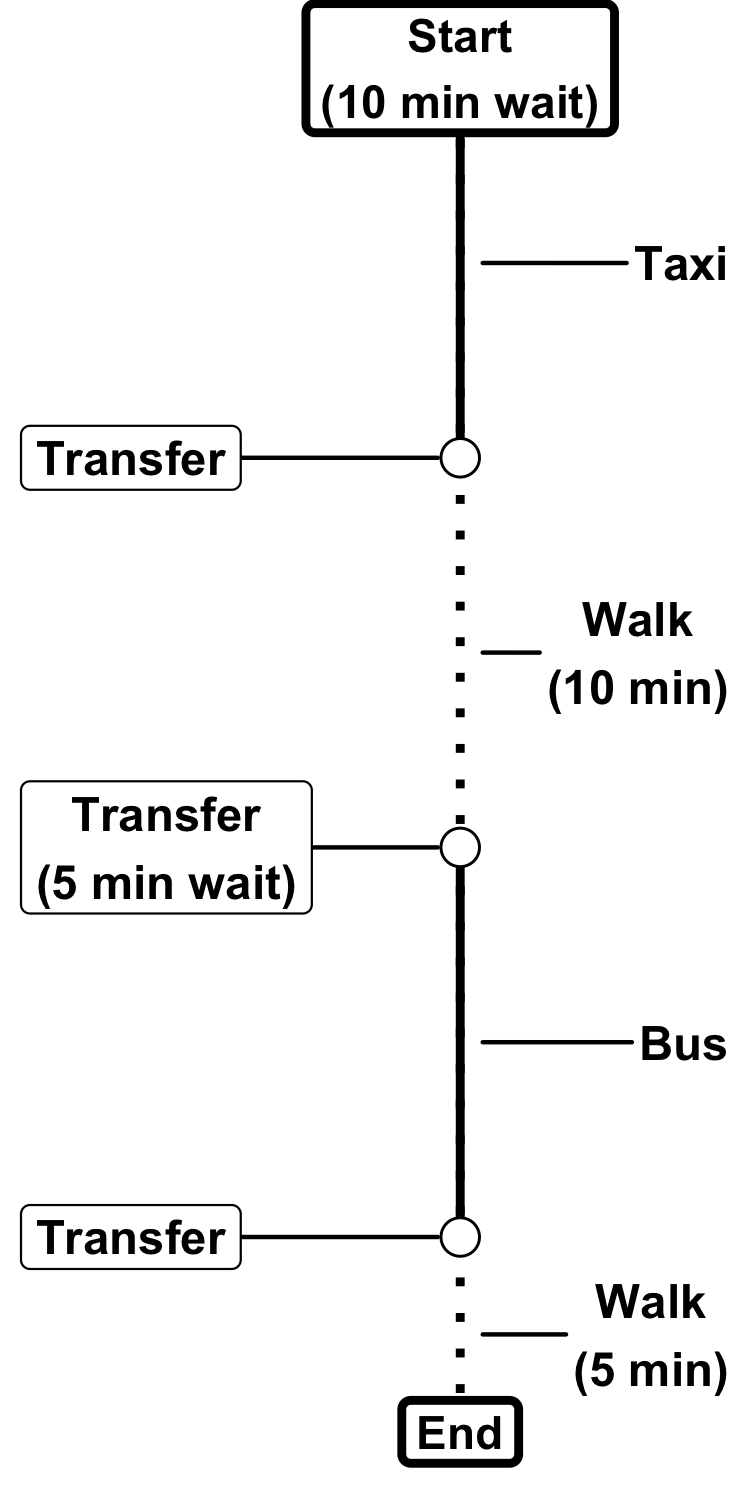 Start
(10 min wait)
Taxi
Transfer
Walk
(10 min)
Transfer
(5 min wait)
Bus
Transfer
Walk
(5 min)
End